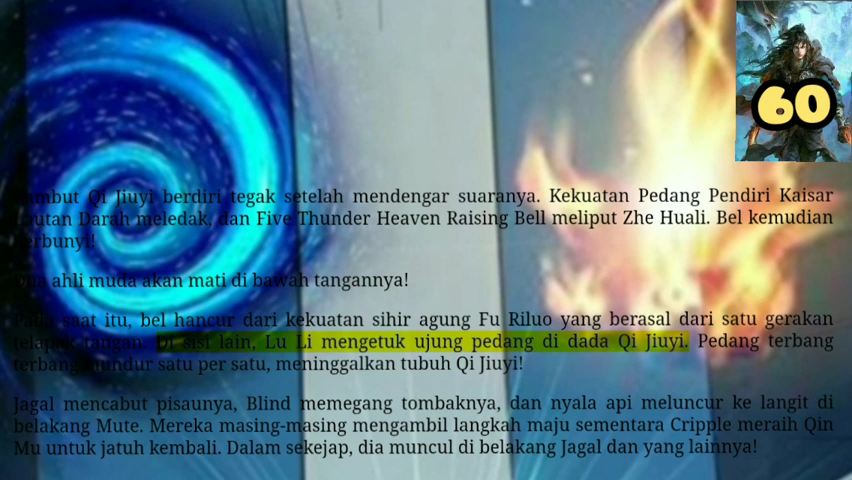 60
Rambut Qi Jiuyi berdiri tegak setelah mendengar suaranya. Kekuatan Pedang Pendiri Kaisar
Lautan Darah meledak, dan Five Thunder Heaven Raising Bell meliput Zhe Huali. Bel kemudian
berbunyi!
Dua ahli muda akan mati di bawah tangannya!
Pada saat itu, bel hancur dari kekuatan sihir agung Fu Riluo yang berasal dari satu gerakan
telapak tangan. Di sisi lain, Lu Li mengetuk ujung pedang di dada Qi Jiuyi. Pedang terbang
terbang mundur satu per satu, meninggalkan tubuh Qi Jiuyi!
Jagal mencabut pisaunya, Blind memegang tombaknya, dan nyala api meluncur ke langit di
belakang Mute. Mereka masing-masing mengambil langkah maju sementara Cripple meraih Qin
Mu untuk jatuh kembali. Dalam sekejap, dia muncul di belakang Jagal dan yang lainnya!